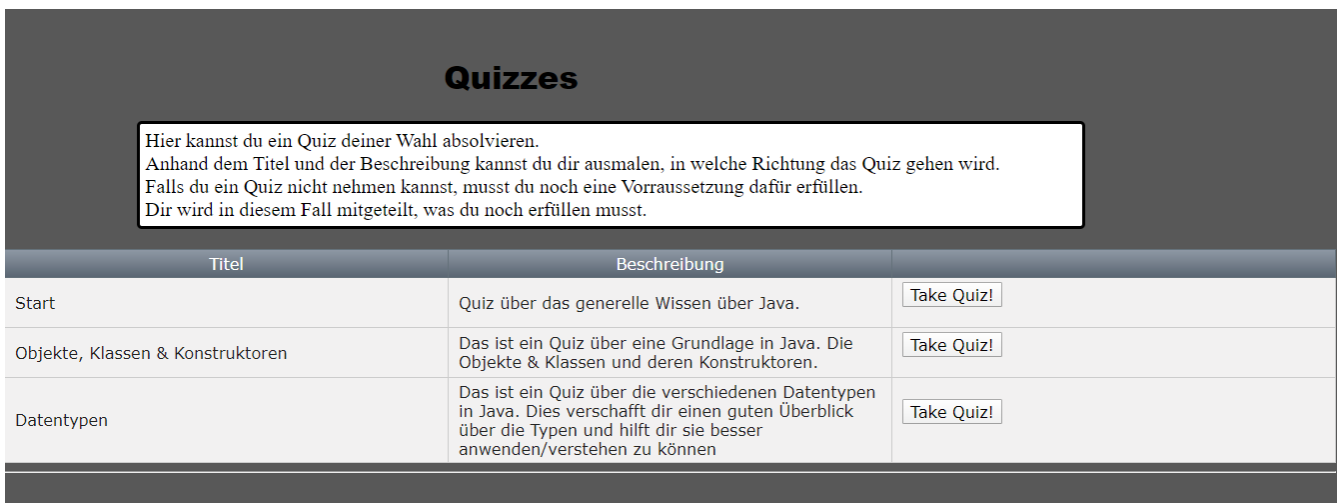 Quizzes
Hier kannst du ein Quiz deiner Wahl absolvieren.
Anhand dem Titel und der Beschreibung kannst du dir ausmalen, in welche Richtung das Quiz gehen wird.
Falls du ein Quiz nicht nehmen kannst, musst du noch eine Vorraussetzung dafür erfüllen.
Dir wird in diesem Fall mitgeteilt, was du noch erfüllen musst.
Titel
Beschreibung
Start
Quiz über das generelle Wissen über Java.
Take Quiz!
Objekte, Klassen & Konstruktoren
Das ist ein Quiz über eine Grundlage in Java. Die
Objekte & Klassen und deren Konstruktoren.
Take Quiz!
Datentypen
Das ist ein Quiz über die verschiedenen Datentypen
in Java. Dies verschafft dir einen guten Überblick
über die Typen und hilft dir sie besser
anwenden/verstehen zu können
Take Quiz!